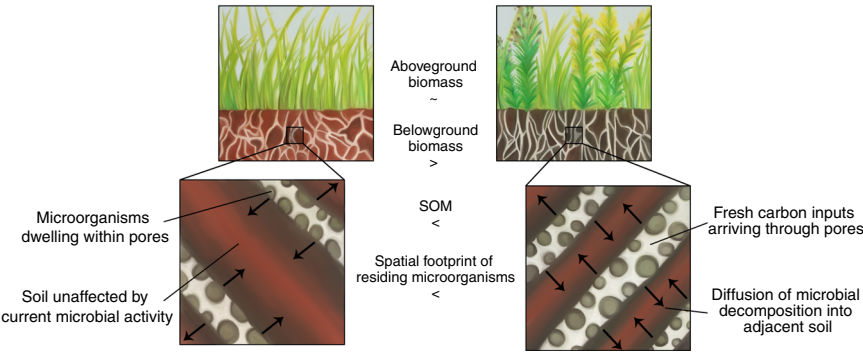 Aboveground
biomass
~
Belowground
biomass
>
SOM
<
Spatial footprint of
residing microorganisms
<
Microorganisms
dwelling within pores
Soil unaffected by
current microbial activity
Fresh carbon inputs
arriving through pores
Diffusion of microbial
decomposition into
adjacent soil